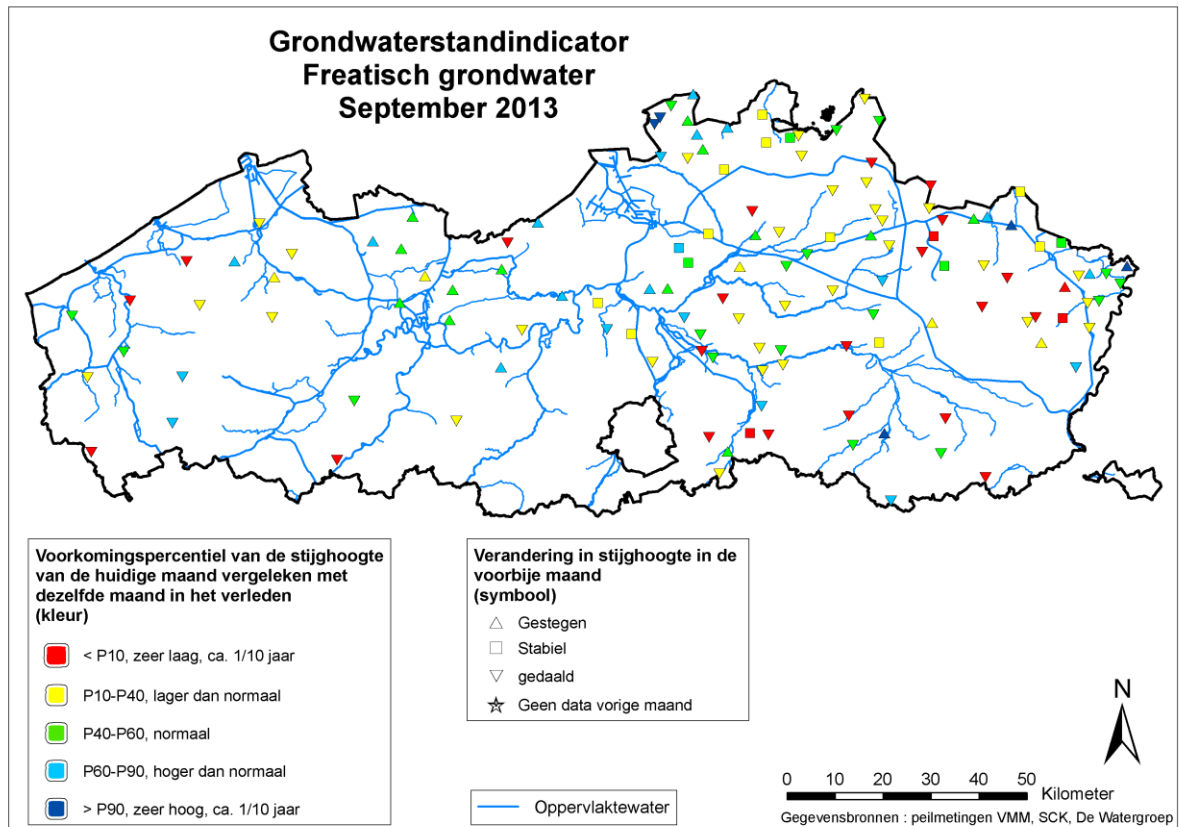 Grondwaterstandindicator
Freatisch grondwater
September 2013
Voorkomingspercentiel van de stijghoogte
van de huidige maand vergeleken met
dezelfde maand in het verleden
(kleur)
< P10, zeer laag, ca. 1/10 jaar
P10-P40, lager dan normaal
P40-P60, normaal
P60-P90, hoger dan normaal
> P90, zeer hoog, ca. 1/10 jaar
Verandering in stijghoogte in de
voorbije maand
(symbool)
Gestegen
Stabiel
gedaald
Geen data vorige maand
Oppervlaktewater
N
0 10 20 30 40 50
Kilometer
Gegevensbronnen : peilmetingen VMM, SCK, De Watergroep